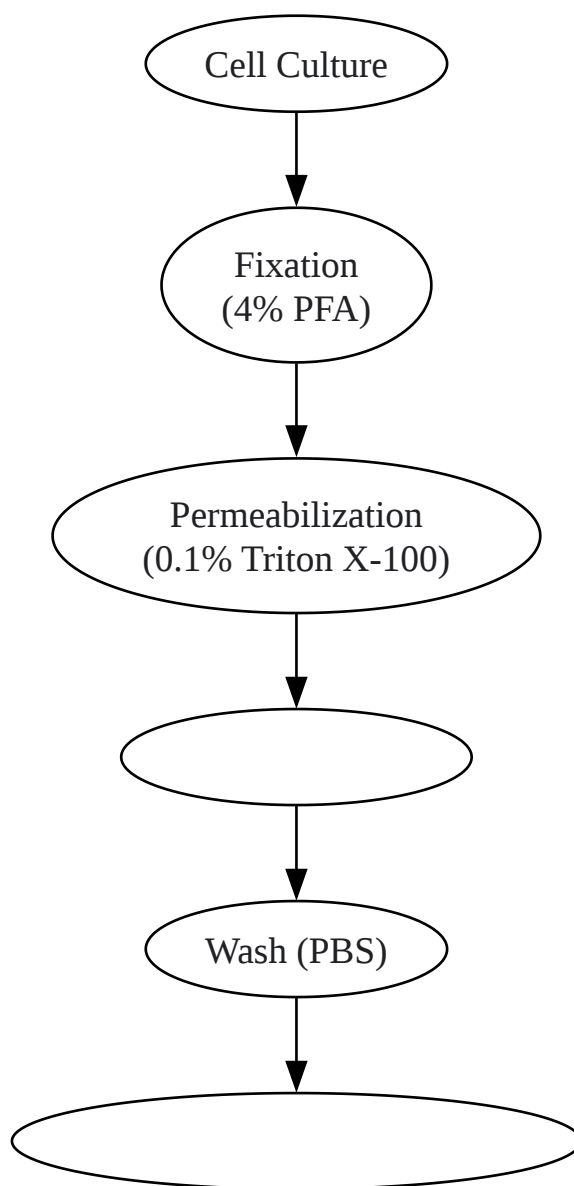 Cell Culture
Fixation
(4% PFA)
Permeabilization
(0.1% Triton X-100)
Wash (PBS)